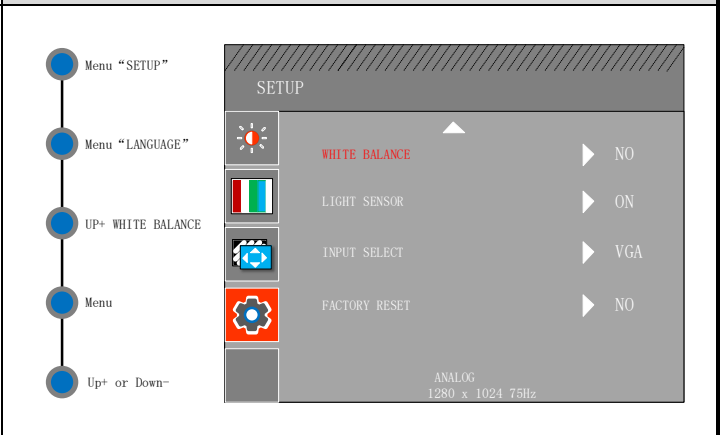 Menu “SETUP”
Menu “LANGUAGE”
UP+ WHITE BALANCE
Menu
Up+ or Down-
SETUP
WHITE BALANCE NO
LIGHT SENSOR ON
INPUT SELECT VGA
FACTORY RESET NO
ANALOG
1280 x 1024 75Hz